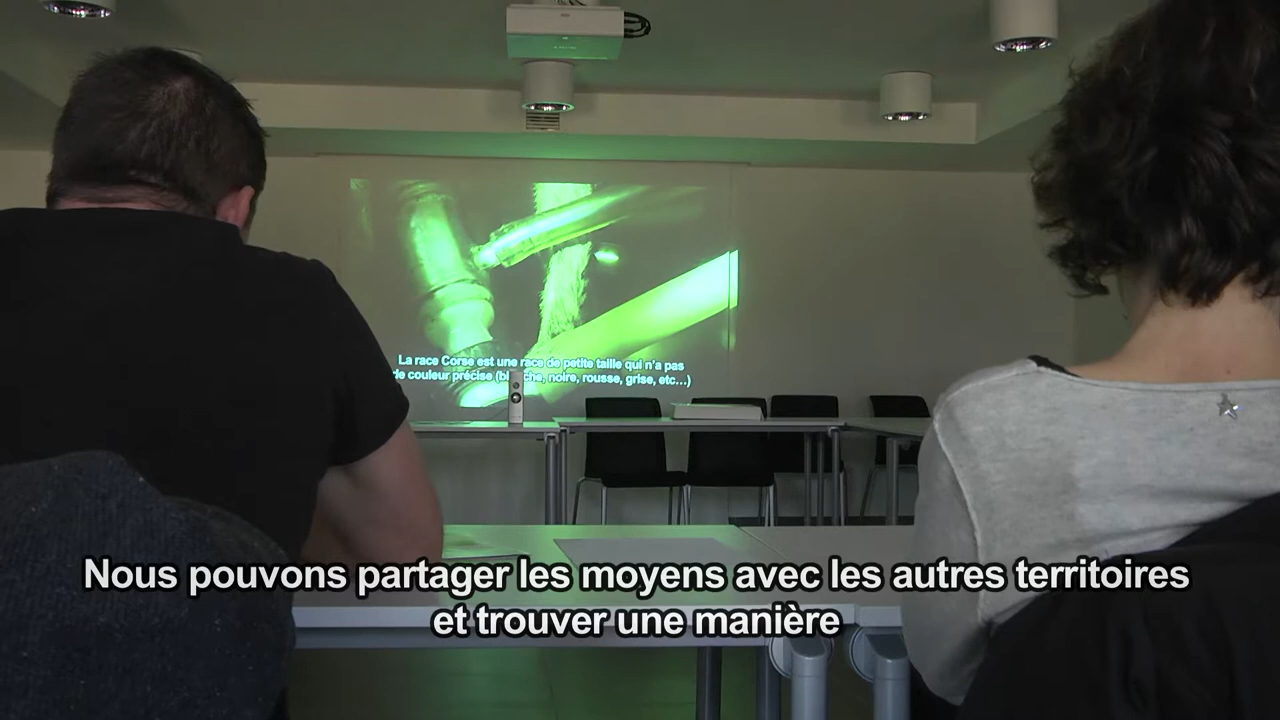 La race Corse est une race de petite taille qui n'a pas
de couleur précise (blanche, noire, rousse, grise, etc...)
Nous pouvons partager les moyens avec les autres territoires
et trouver une manière